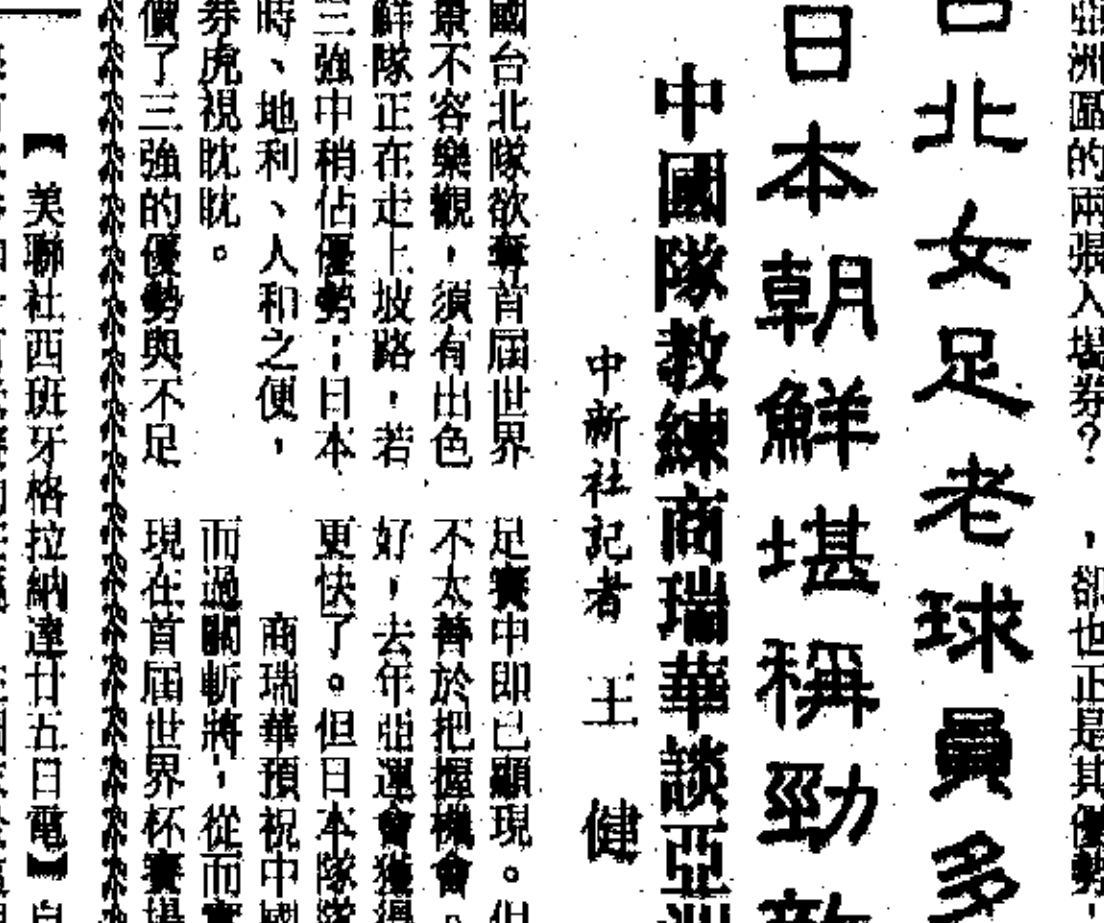 亞洲區的兩張入場券?
，卻也正是其優勢，
台北女足老球員多
日本朝鮮堪稱勁敵
中國隊教練商瑞華談亞洲
中新社記者 王 健
國台北隊欲奪首屆世界
景不容樂觀，須有出色
鮮隊正在走上坡路，若
三強中稍佔優勢；日本
時、地利、人和之便，
券虎視眈眈。
價了三強的優勢與不足
足賽中即已顯現。但
不太善於把握機會。
好，去年亞運會獲得
更快了。但日本隊隊
商瑞華預祝中國
而過關斬將，從而實
現在首屆世界杯賽場
【美聯社西班牙格拉納達廿五日電】自